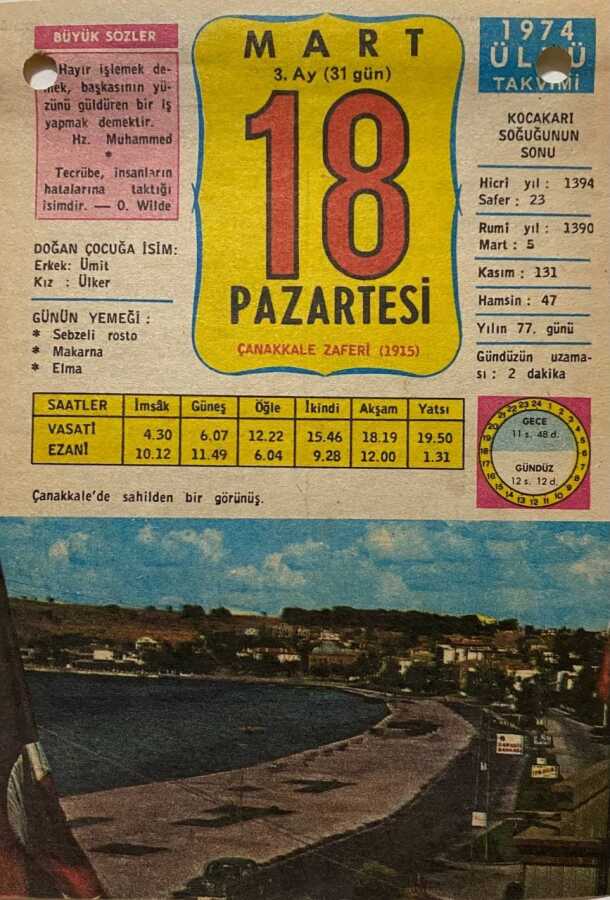 BÜYÜK SÖZLER
Hayır işlemek de-
mek, başkasının yü-
zünü güldüren bir iş
yapmak demektir.
Hz. Muhammed
*
Tecrübe, insanların
hatalarına taktığı
isimdir. — O. Wilde
DOĞAN ÇOCUĞA İSİM:
Erkek: Ümit
Kız : Ülker
GÜNÜN YEMEĞİ :
* Sebzeli rosto
* Makarna
* Elma
MART
3. Ay (31 gün)
18
PAZARTESİ
ÇANAKKALE ZAFERİ (1915)
1974
ÜLKÜ
TAKVİMİ
KOCAKARI
SOĞUĞUNUN
SONU
Hicrî yıl : 1394
Safer : 23
Rumî yıl : 1390
Mart : 5
Kasım : 131
Hamsin : 47
Yılın 77. günü
Gündüzün uzama-
sı : 2 dakika
SAATLER İmsâk Güneş Öğle İkindi Akşam Yatsı
VASATİ 4.30 6.07 12.22 15.46 18.19 19.50
EZANİ 10.12 11.49 6.04 9.28 12.00 1.31
GECE
11 s. 48 d.
GÜNDÜZ
12 s. 12 d.
Çanakkale'de sahilden bir görünüş.